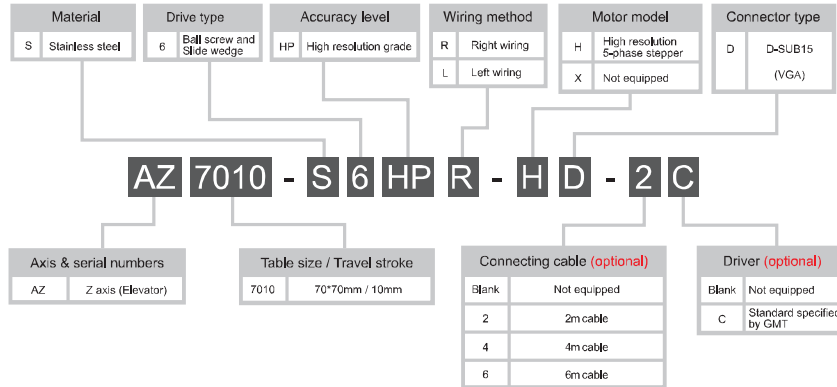 Material
S Stainless steel
Drive type
6 Ball screw and
Slide wedge
Accuracy level
HP High resolution grade
Wiring method
R Right wiring
L Left wiring
Motor model
H High resolution
5-phase stepper
X Not equipped
Connector type
D D-SUB15
(VGA)
AZ 7010 - S 6 HP R - H D - 2 C
Axis & serial numbers
AZ Z axis (Elevator)
Table size / Travel stroke
7010 70*70mm / 10mm
Connecting cable (optional)
Blank Not equipped
2 2m cable
4 4m cable
6 6m cable
Driver (optional)
Blank Not equipped
C Standard specified
by GMT